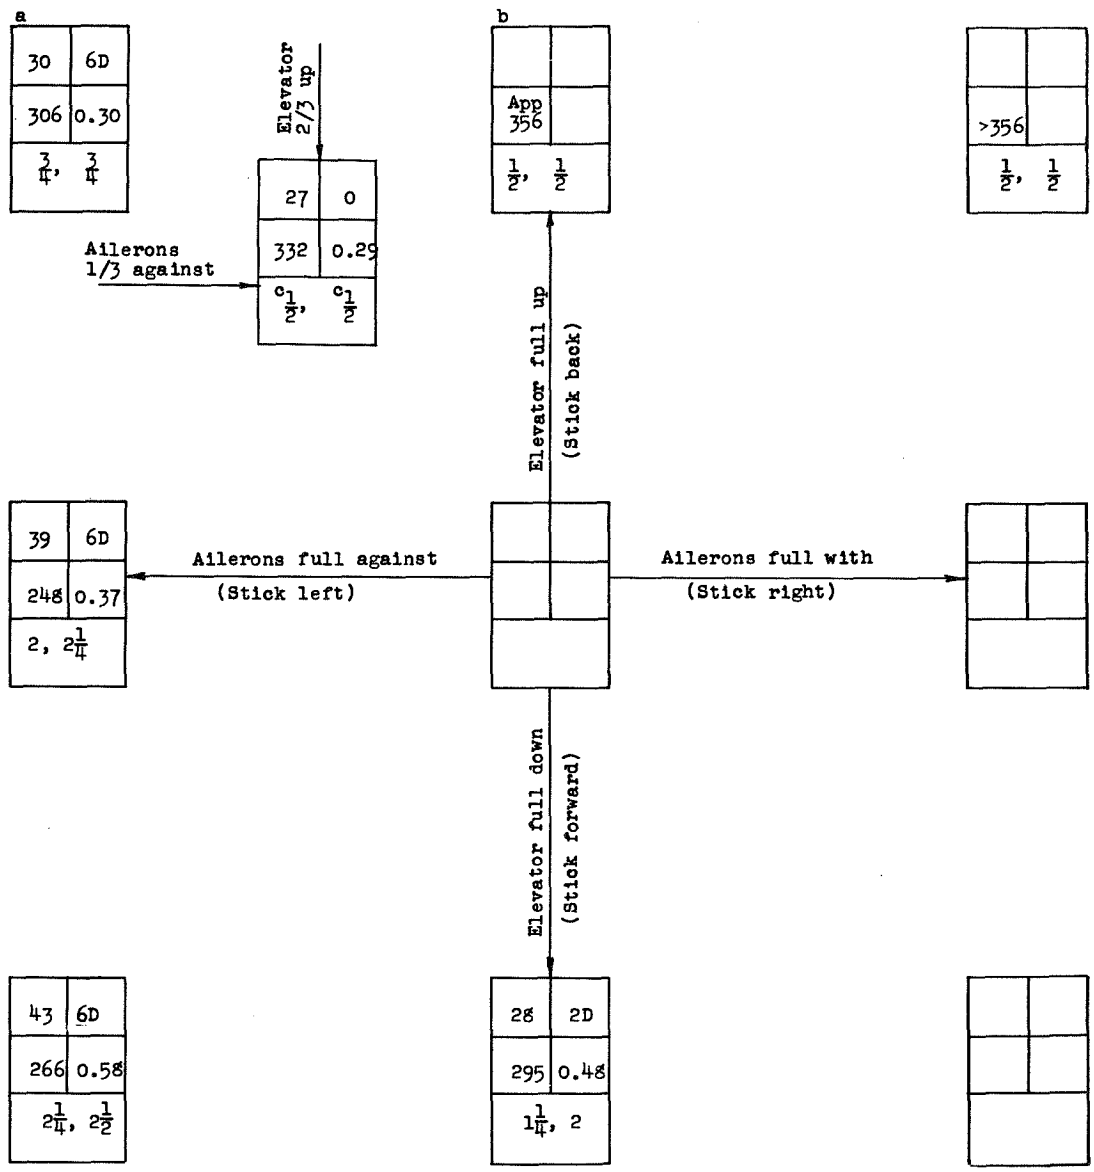 a
30 6D
306 0.30
3/4, 3/4
Elevator
2/3 up
27 0
332 0.29
Ailerons
1/3 against
c1/2, c1/2
b
App
356
1/2, 1/2
>356
1/2, 1/2
Elevator full up
(Stick back)
39 6D
248 0.37
2, 2 1/4
Ailerons full against
(Stick left)
Ailerons full with
(Stick right)
Elevator full down
(Stick forward)
43 6D
266 0.58
2 1/4, 2 1/2
28 2D
295 0.48
1 1/4, 2